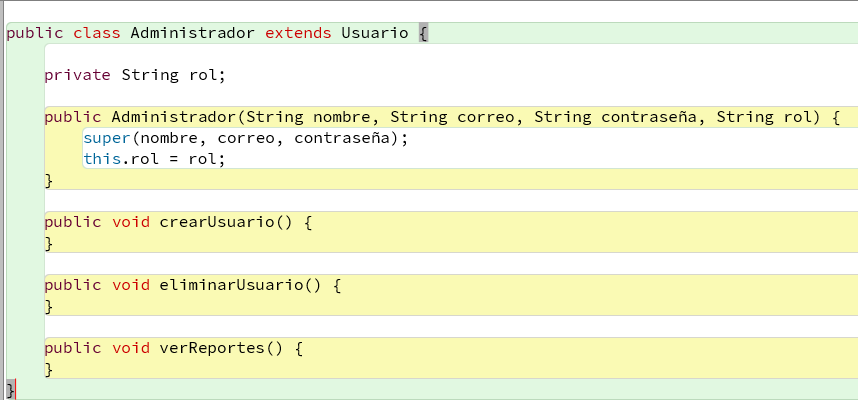 public class Administrador extends Usuario {
private String rol;
public Administrador(String nombre, String correo, String contraseña, String rol) {
super(nombre, correo, contraseña);
this.rol = rol;
}
public void crearUsuario() {
}
public void eliminarUsuario() {
}
public void verReportes() {
}
}